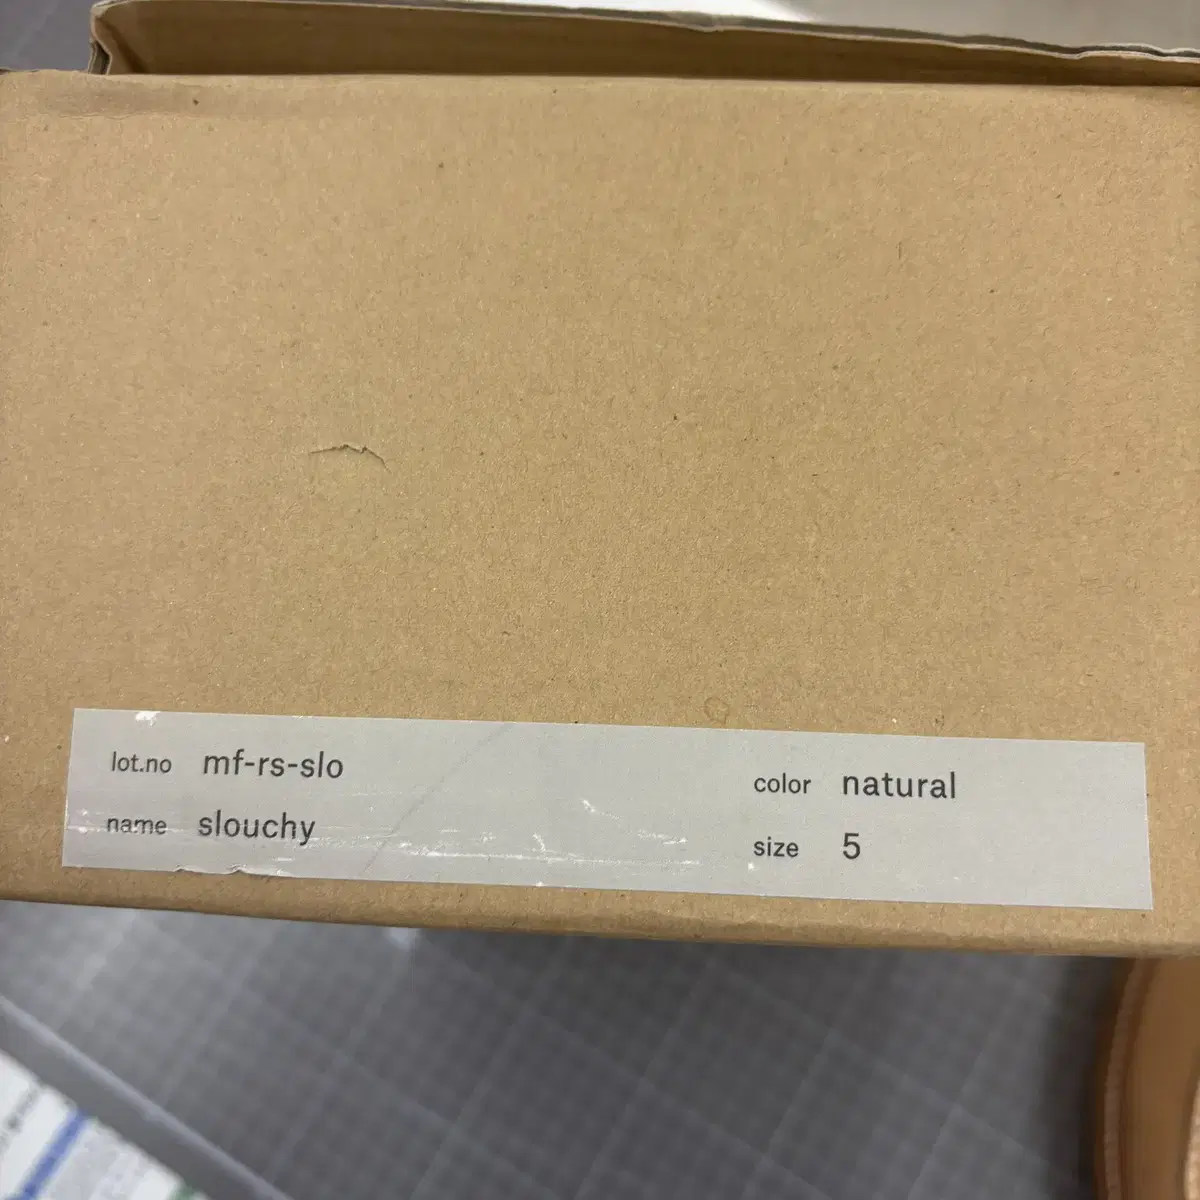 lot.no mf-rs-slo
name slouchy
color natural
size 5